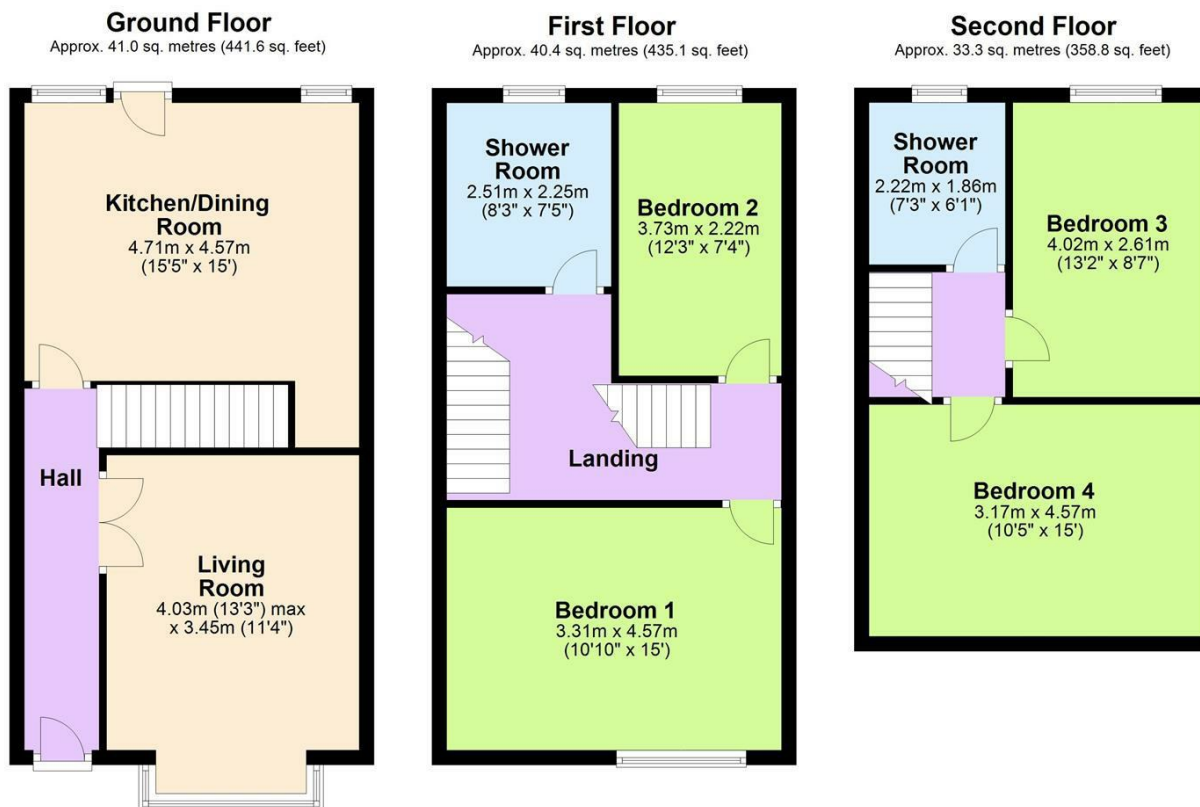 Ground Floor
Approx. 41.0 sq. metres (441.6 sq. feet)
Kitchen/Dining
Room
4.71m x 4.57m
(15'5" x 15')
Hall
Living
Room
4.03m (13'3") max
x 3.45m (11'4")
First Floor
Approx. 40.4 sq. metres (435.1 sq. feet)
Shower
Room
2.51m x 2.25m
(8'3" x 7'5")
Bedroom 2
3.73m x 2.22m
(12'3" x 7'4")
Landing
Bedroom 1
3.31m x 4.57m
(10'10" x 15')
Second Floor
Approx. 33.3 sq. metres (358.8 sq. feet)
Shower
Room
2.22m x 1.86m
(7'3" x 6'1")
Bedroom 3
4.02m x 2.61m
(13'2" x 8'7")
Bedroom 4
3.17m x 4.57m
(10'5" x 15')